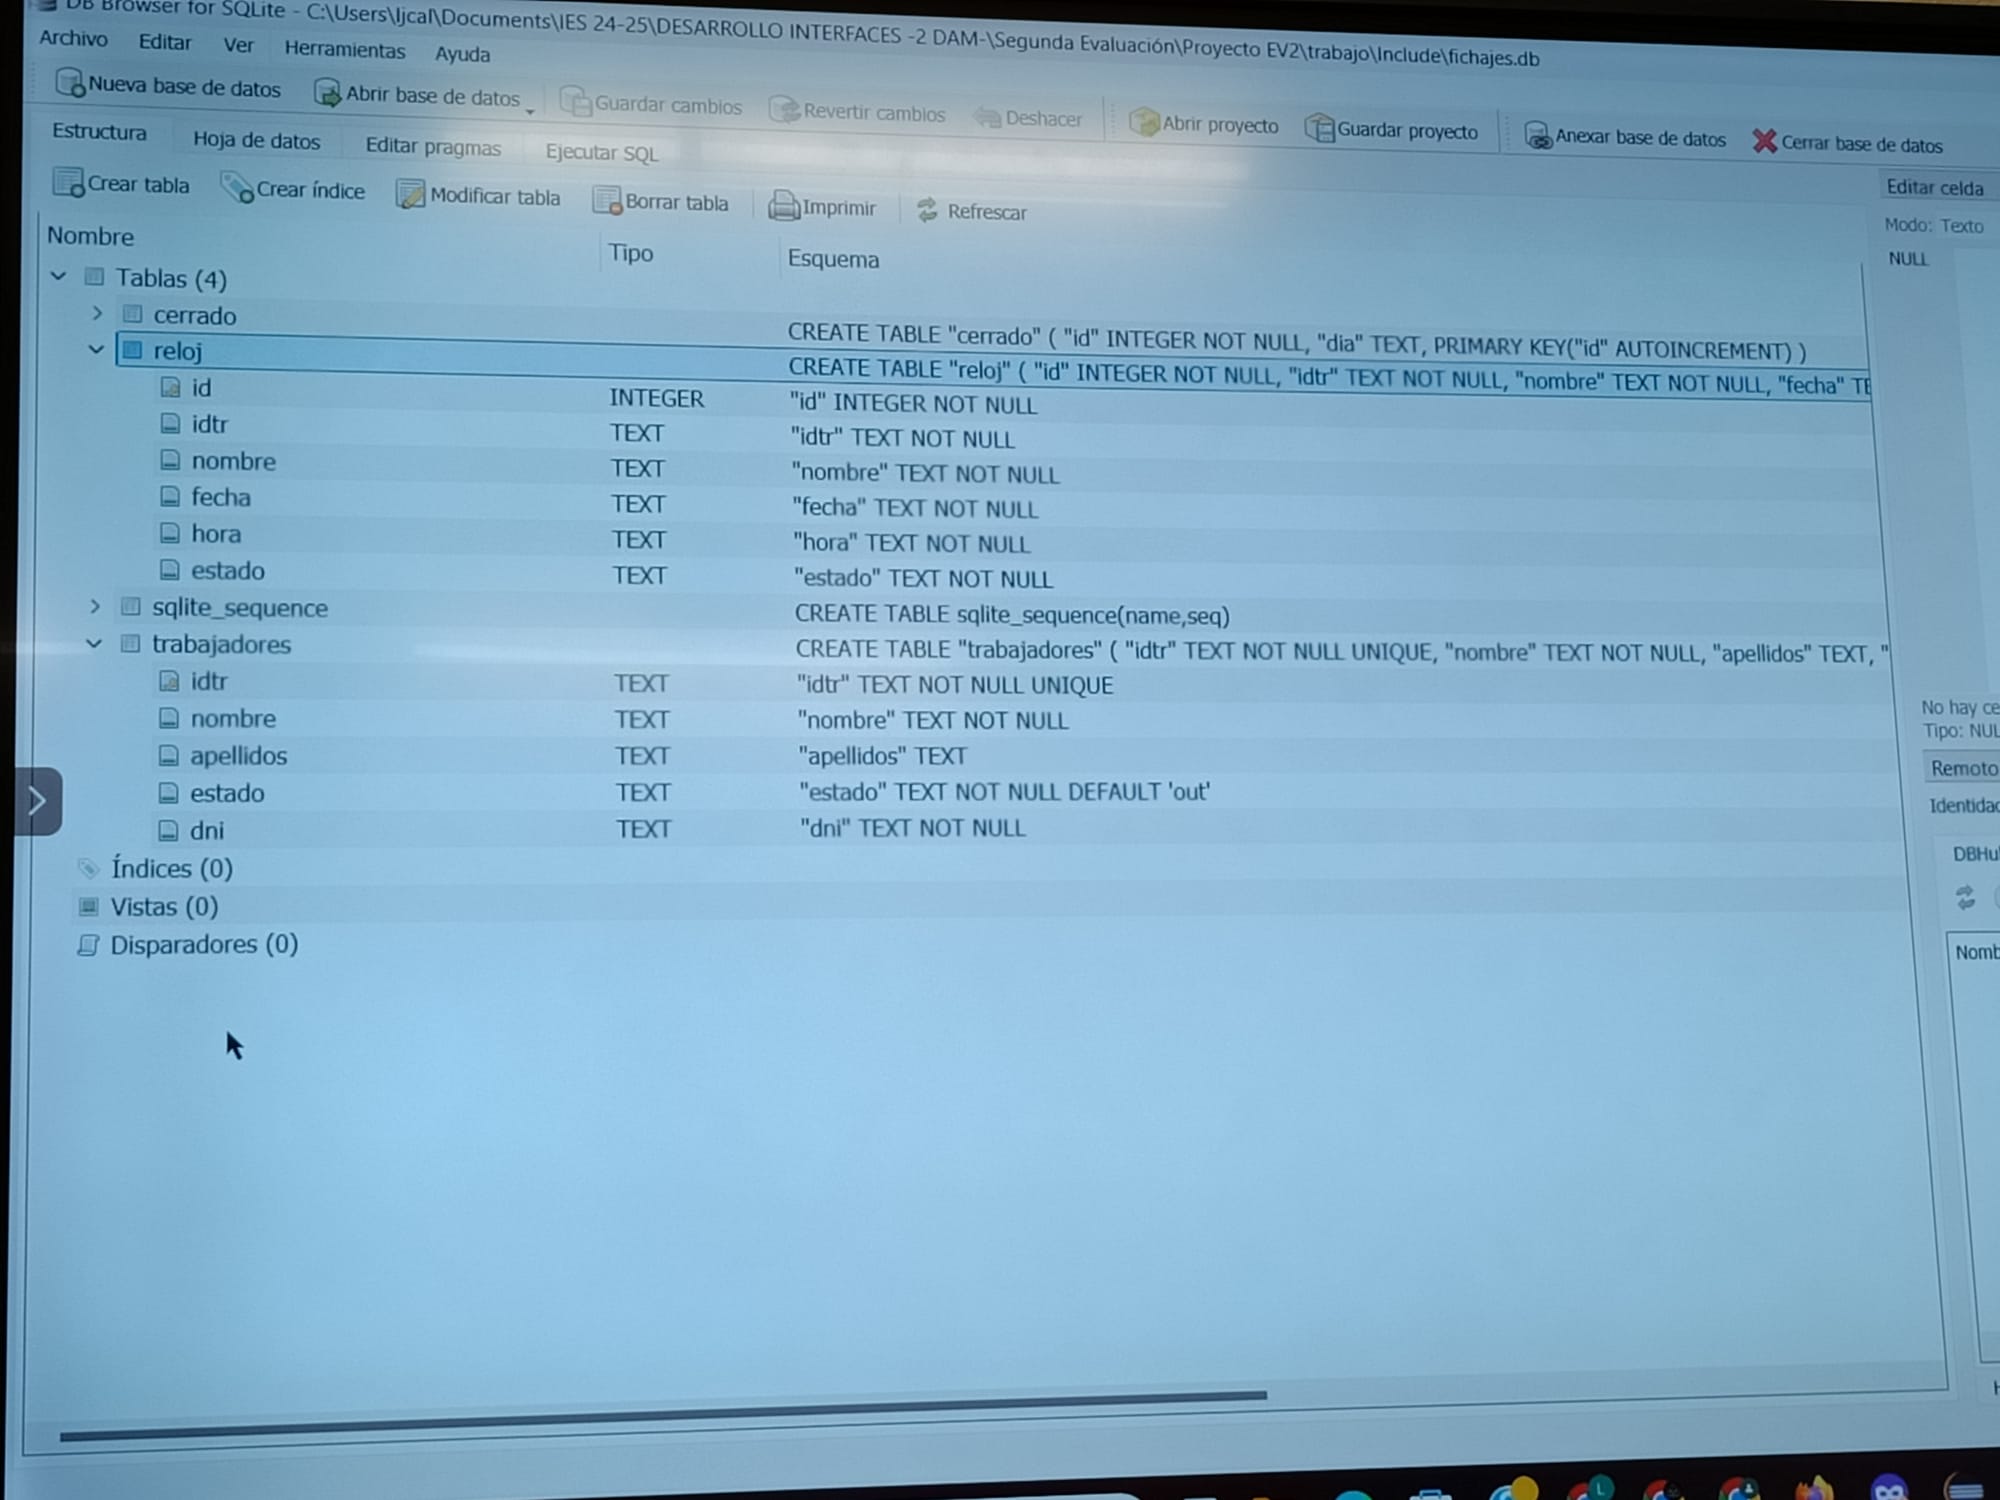 DB Browser for SQLite - C:\Users\ljcal\Documents\IES 24-25\DESARROLLO INTERFACES -2 DAM-\Segunda Evaluación\Proyecto EV2\trabajo\Include\fichajes.db
Archivo Editar Ver Herramientas Ayuda
Nueva base de datos Abrir base de datos Guardar cambios Revertir cambios Deshacer Abrir proyecto Guardar proyecto Anexar base de datos Cerrar base de datos
Estructura Hoja de datos Editar pragmas Ejecutar SQL
Crear tabla Crear índice Modificar tabla Borrar tabla Imprimir Refrescar
Nombre Tipo Esquema
Tablas (4)
cerrado CREATE TABLE "cerrado" ( "id" INTEGER NOT NULL, "dia" TEXT, PRIMARY KEY("id" AUTOINCREMENT) )
reloj CREATE TABLE "reloj" ( "id" INTEGER NOT NULL, "idtr" TEXT NOT NULL, "nombre" TEXT NOT NULL, "fecha" TE
id INTEGER "id" INTEGER NOT NULL
idtr TEXT "idtr" TEXT NOT NULL
nombre TEXT "nombre" TEXT NOT NULL
fecha TEXT "fecha" TEXT NOT NULL
hora TEXT "hora" TEXT NOT NULL
estado TEXT "estado" TEXT NOT NULL
sqlite_sequence CREATE TABLE sqlite_sequence(name,seq)
trabajadores CREATE TABLE "trabajadores" ( "idtr" TEXT NOT NULL UNIQUE, "nombre" TEXT NOT NULL, "apellidos" TEXT, "
idtr TEXT "idtr" TEXT NOT NULL UNIQUE
nombre TEXT "nombre" TEXT NOT NULL
apellidos TEXT "apellidos" TEXT
estado TEXT "estado" TEXT NOT NULL DEFAULT 'out'
dni TEXT "dni" TEXT NOT NULL
Índices (0)
Vistas (0)
Disparadores (0)
Editar celda
Modo: Texto
NULL
No hay ce
Tipo: NUL
Remoto
Identidad
DBHu
Nomb
L